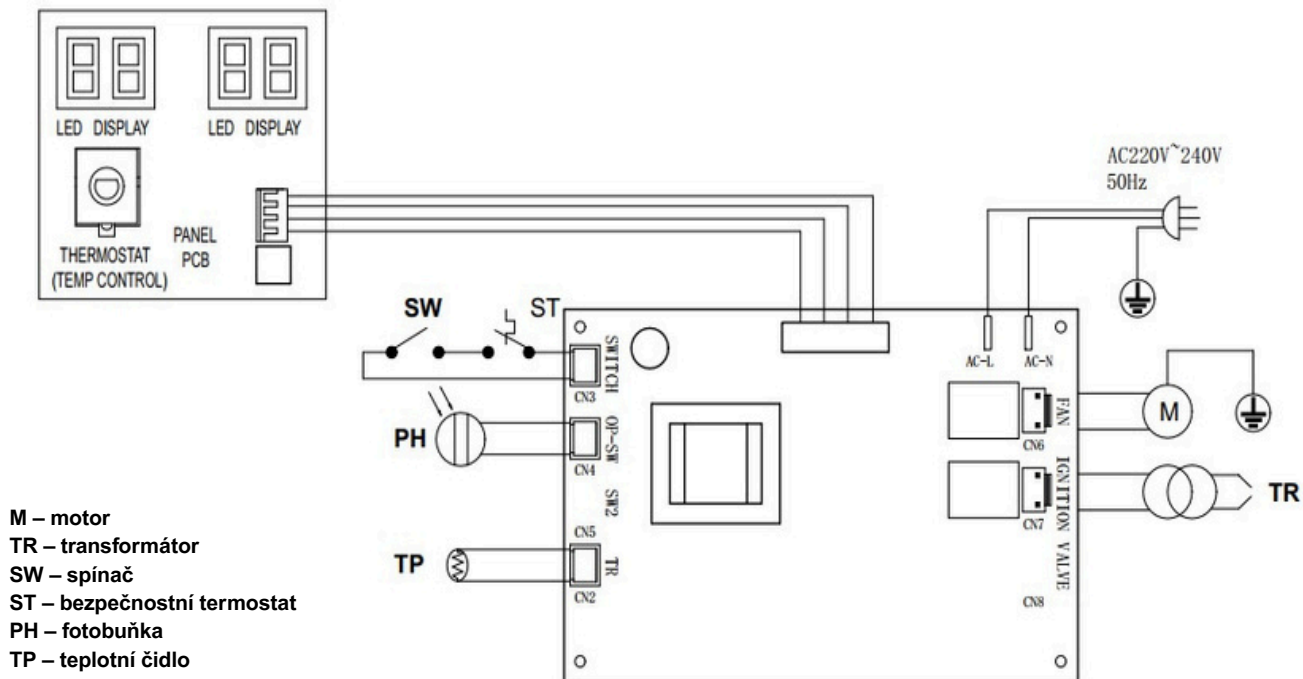 LED DISPLAY
LED DISPLAY
THERMOSTAT
(TEMP CONTROL)
PANEL
PCB
AC220V~240V
50Hz
SW
ST
SWITCH
CN3
PH
OP-SW
CN4
SW2
CN5
TP
TR
CN2
AC-L
AC-N
FAN
CN6
M
IGNITION
CN7
TR
VALVE
CN8
M – motor
TR – transformátor
SW – spínač
ST – bezpečnostní termostat
PH – fotobuňka
TP – teplotní čidlo